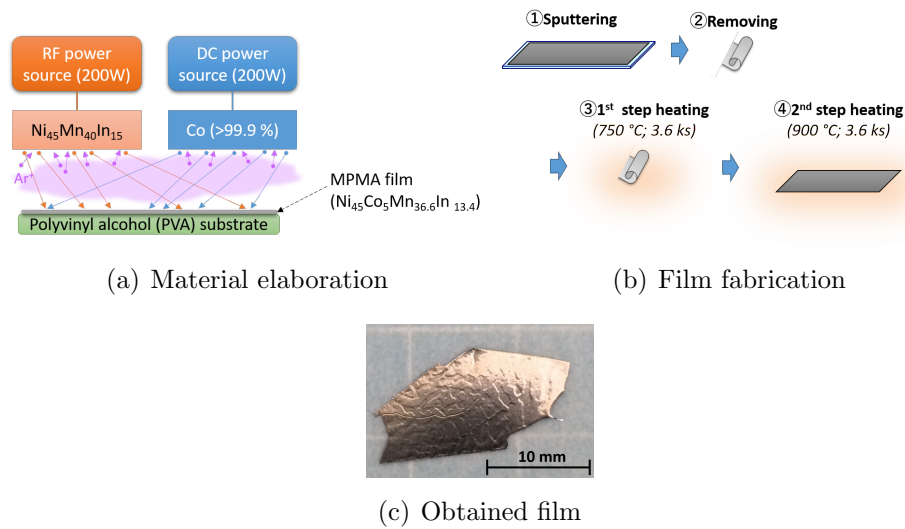 RF power
source (200W)
DC power
source (200W)
Ni₄₅Mn₄₀In₁₅
Co (>99.9 %)
Ar⁺
MPMA film
(Ni₄₅Co₅Mn₃₆.₆In ₁₃.₄)
Polyvinyl alcohol (PVA) substrate
(a) Material elaboration
①Sputtering
②Removing
③1ˢᵗ step heating
(750 °C; 3.6 ks)
④2ⁿᵈ step heating
(900 °C; 3.6 ks)
(b) Film fabrication
10 mm
(c) Obtained film